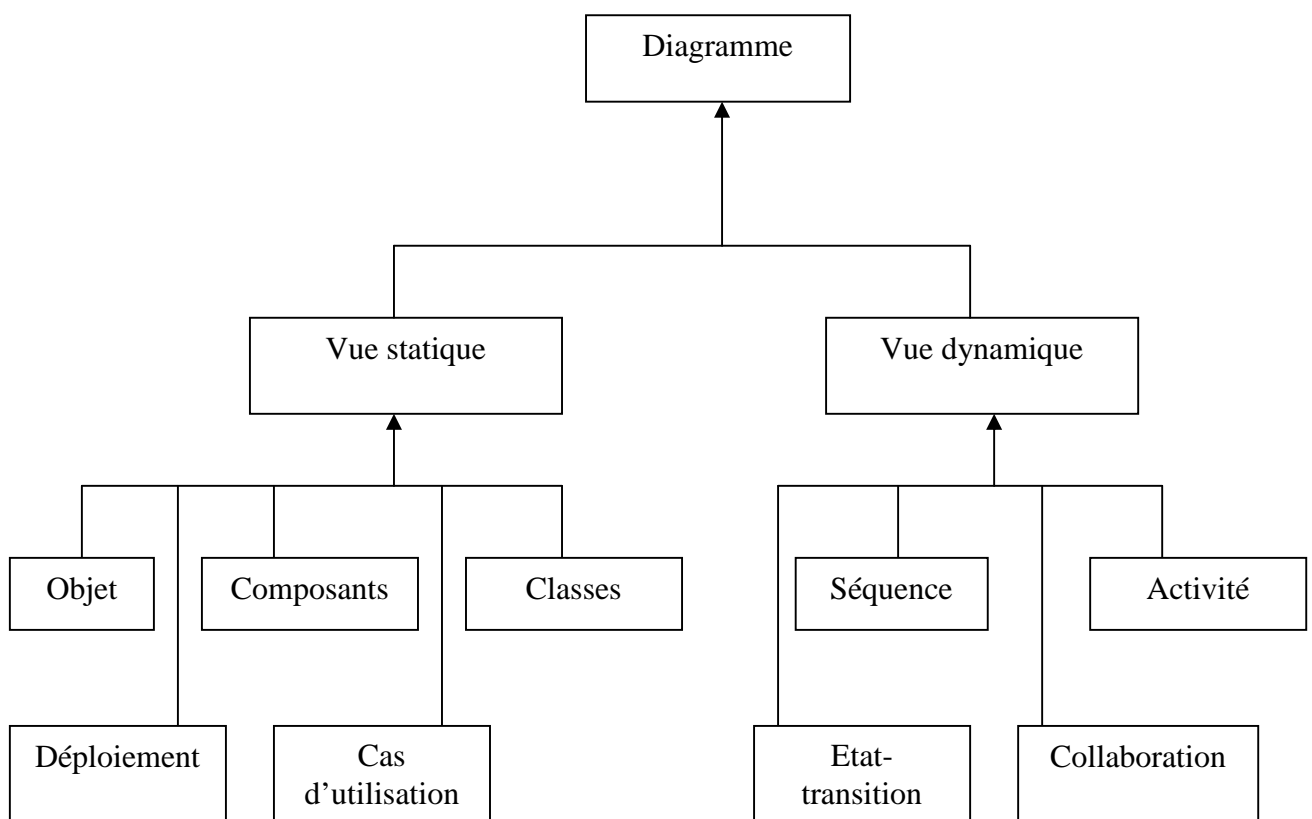 Diagramme
Vue statique
Vue dynamique
Objet
Composants
Classes
Séquence
Activité
Déploiement
Cas
d’utilisation
Etat-
transition
Collaboration